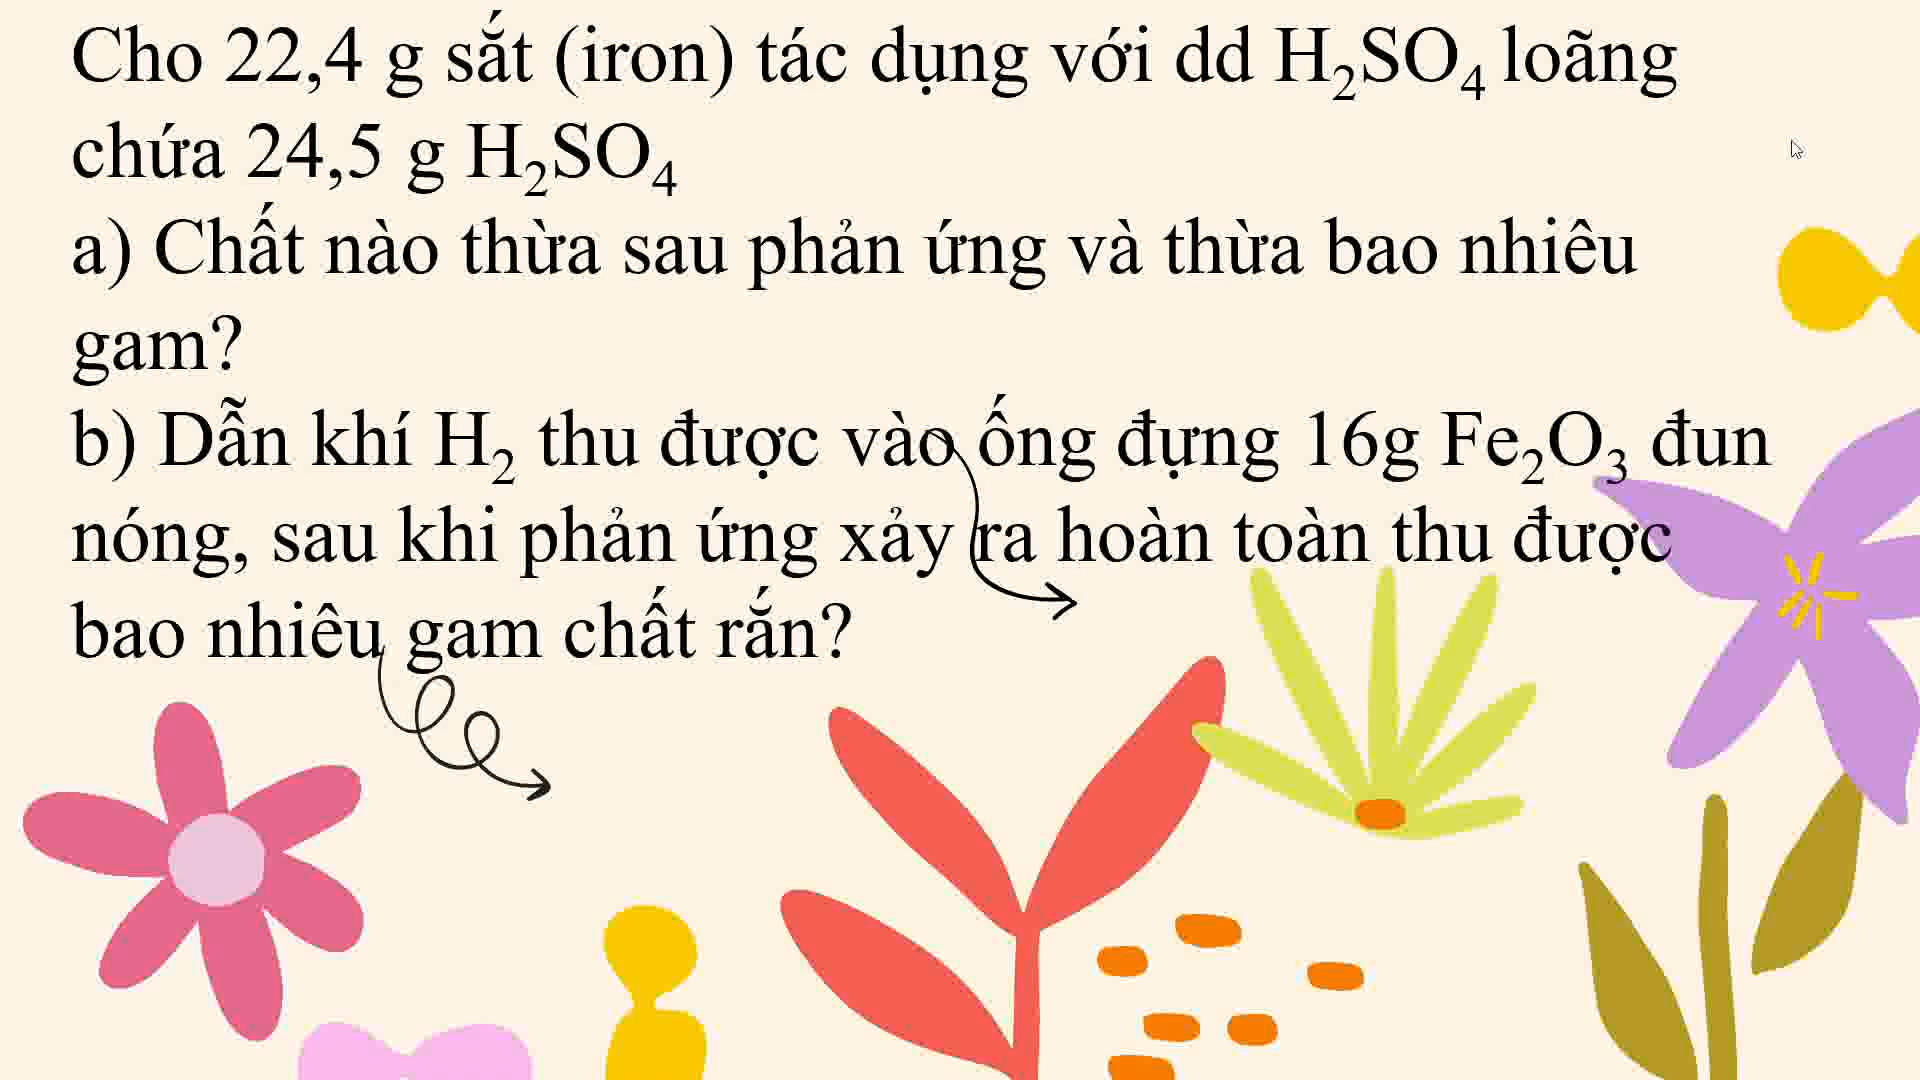 Cho 22,4 g sắt (iron) tác dụng với dd H₂SO₄ loãng
chứa 24,5 g H₂SO₄
a) Chất nào thừa sau phản ứng và thừa bao nhiêu
gam?
b) Dẫn khí H₂ thu được vào ống đựng 16g Fe₂O₃ đun
nóng, sau khi phản ứng xảy ra hoàn toàn thu được
bao nhiêu gam chất rắn?